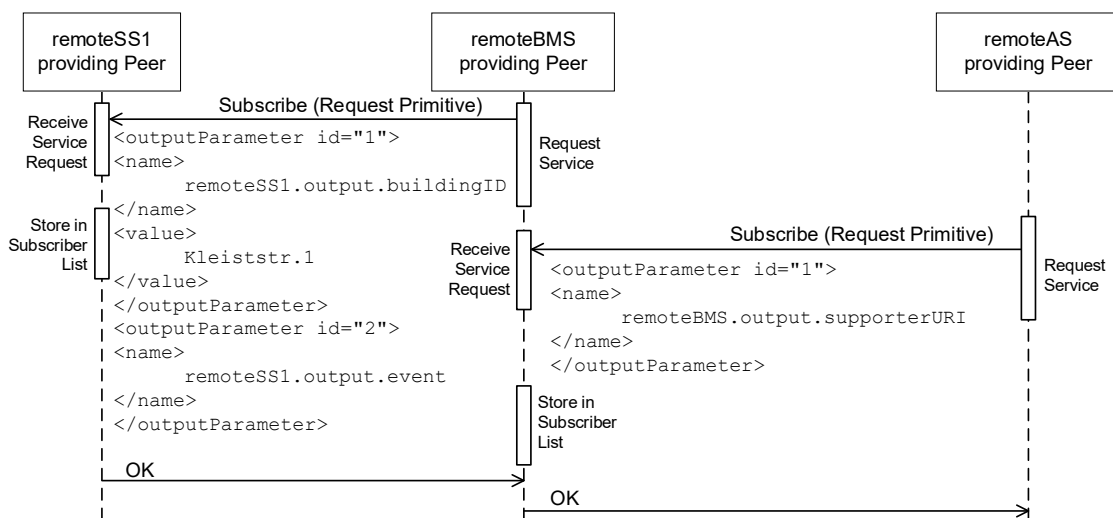 remoteSS1
providing Peer
remoteBMS
providing Peer
remoteAS
providing Peer
Subscribe (Request Primitive)
Receive
Service
Request
<outputParameter id="1">
<name>
remoteSS1.output.buildingID
</name>
<value>
Kleiststr.1
</value>
</outputParameter>
<outputParameter id="2">
<name>
remoteSS1.output.event
</name>
</outputParameter>
Request
Service
Store in
Subscriber
List
Subscribe (Request Primitive)
Receive
Service
Request
<outputParameter id="1">
<name>
remoteBMS.output.supporterURI
</name>
</outputParameter>
Request
Service
Store in
Subscriber
List
OK
OK